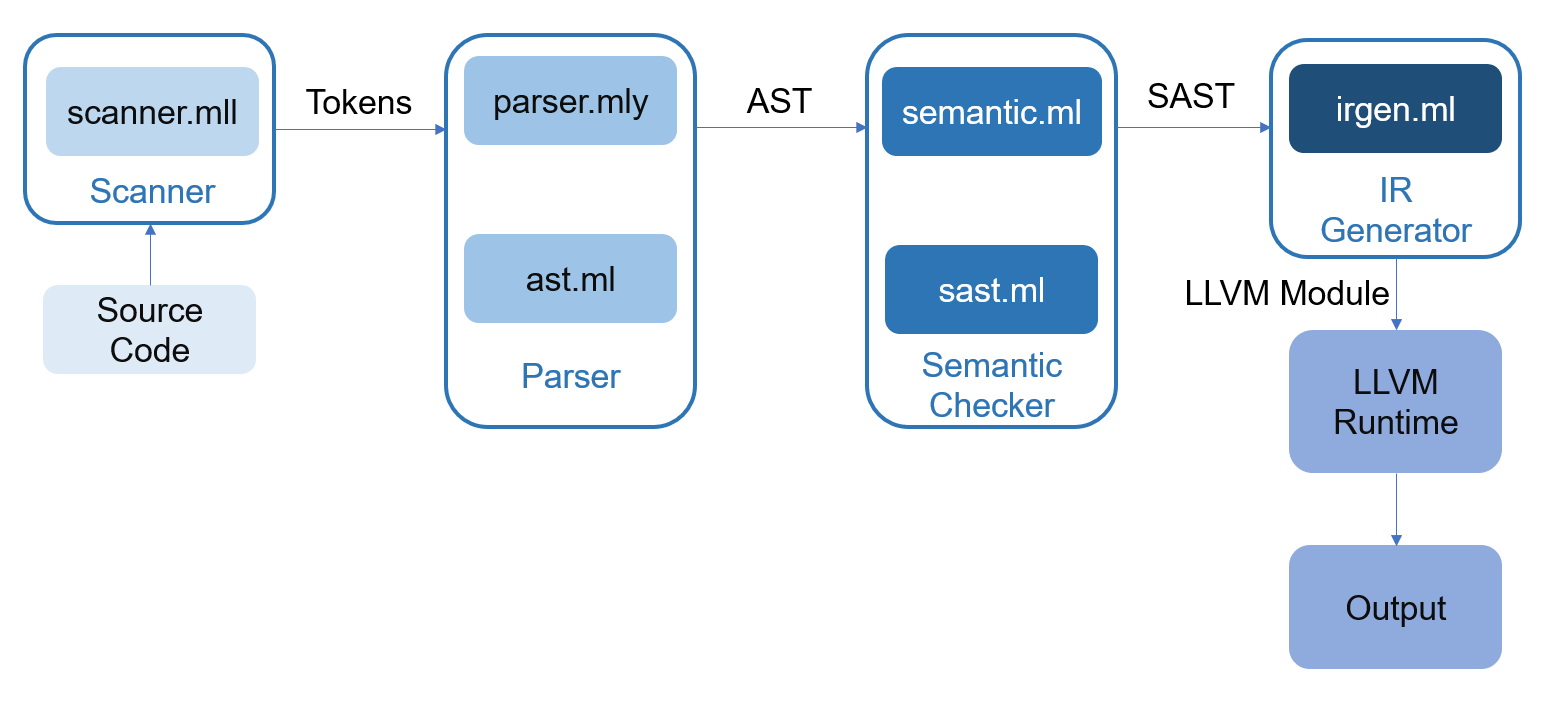 scanner.mll
Scanner
Source
Code
Tokens
parser.mly
ast.ml
Parser
AST
semantic.ml
sast.ml
Semantic
Checker
SAST
irgen.ml
IR
Generator
LLVM Module
LLVM
Runtime
Output